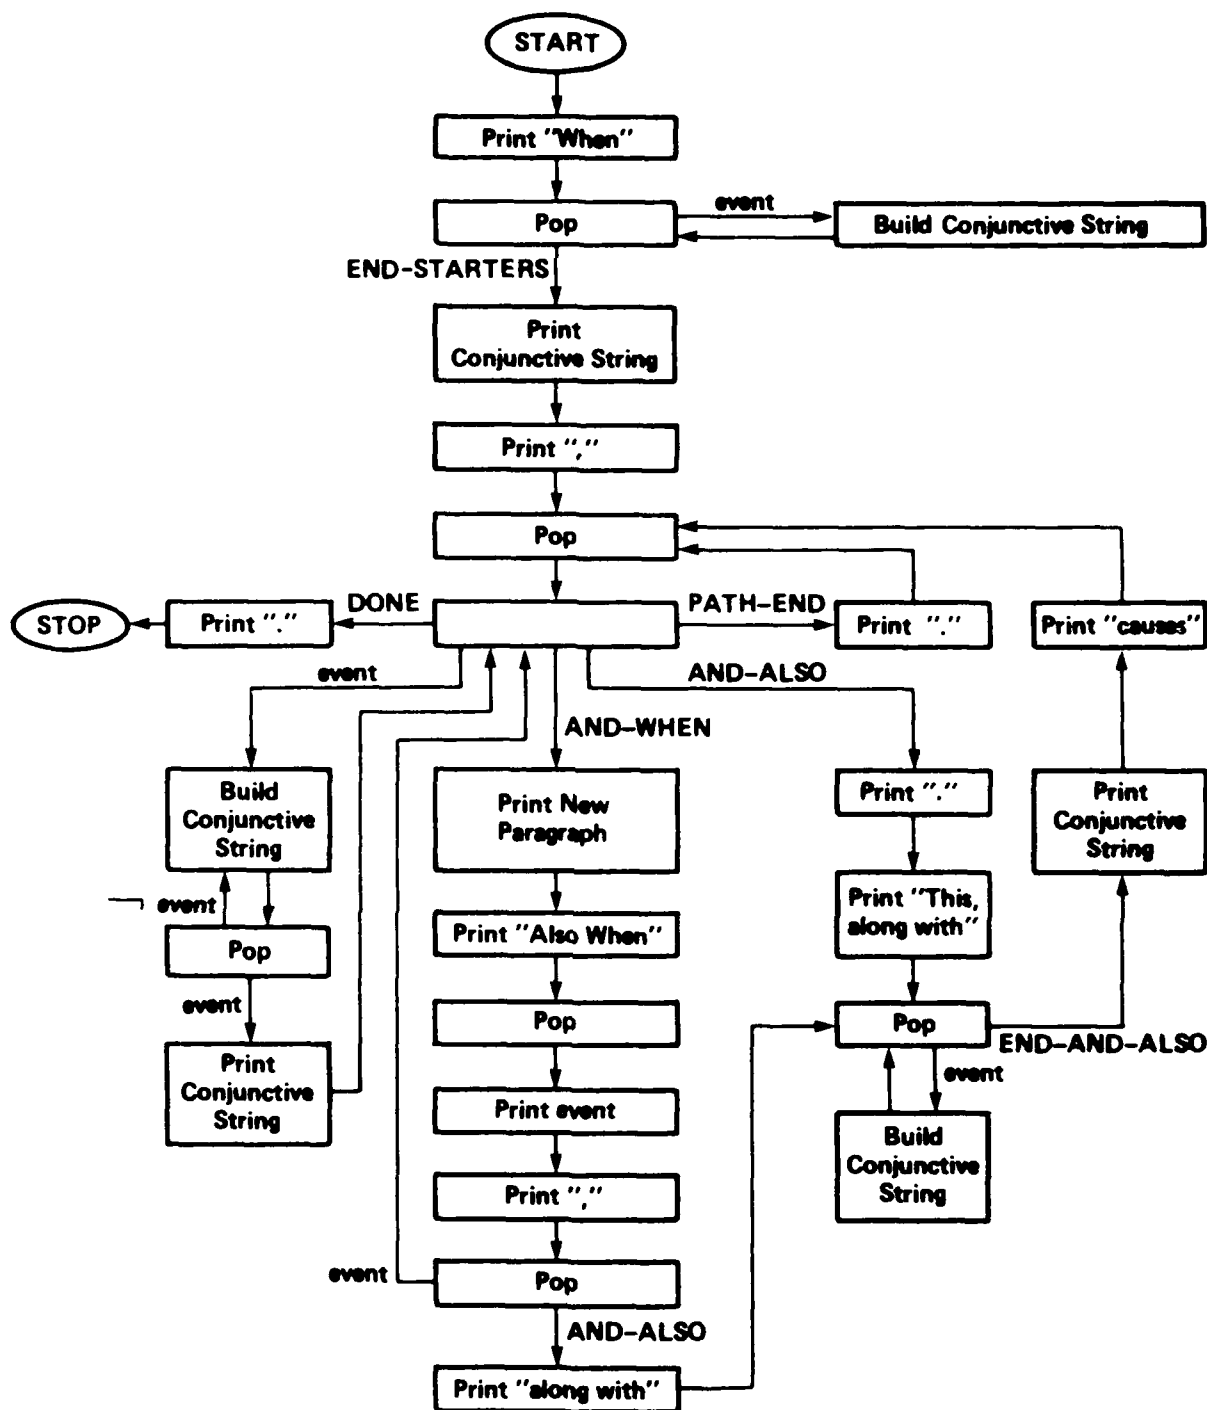 START
Print "When"
Pop
event
Build Conjunctive String
END-STARTERS
Print
Conjunctive String
Print ","
Pop
STOP
Print "."
DONE
PATH-END
Print "."
Print "causes"
event
AND-ALSO
AND-WHEN
Build
Conjunctive
String
event
Pop
event
Print
Conjunctive
String
Print New
Paragraph
Print "Also When"
Pop
Print event
Print ","
Pop
event
AND-ALSO
Print "along with"
Print "."
Print "This,
along with"
Pop
END-AND-ALSO
event
Build
Conjunctive
String
Print
Conjunctive
String